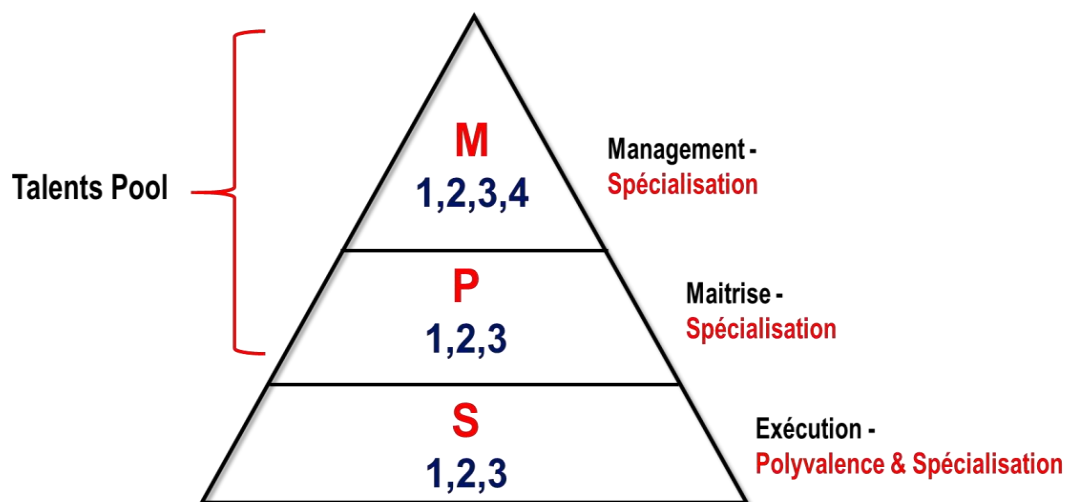 M
1,2,3,4
Management -
Spécialisation
Talents Pool
P
1,2,3
Maitrise -
Spécialisation
S
1,2,3
Exécution -
Polyvalence & Spécialisation